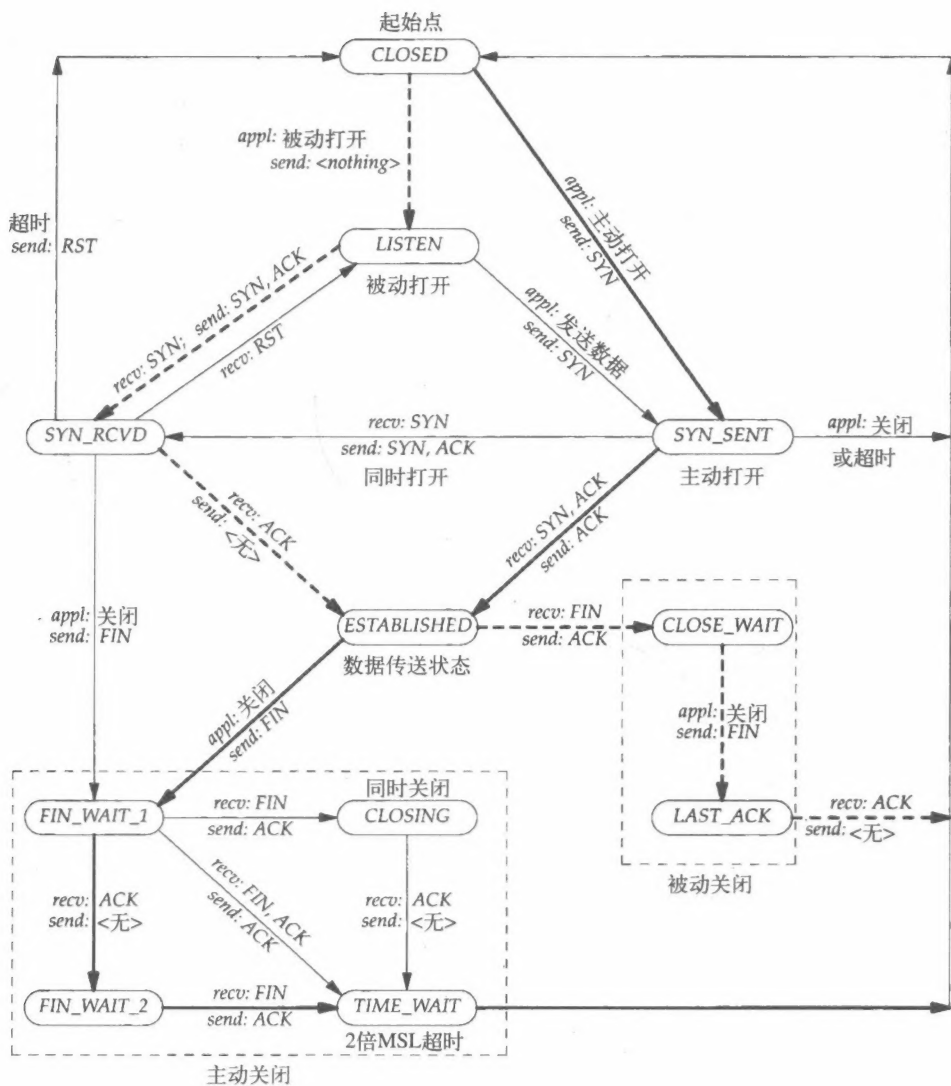 起始点
CLOSED
appl: 被动打开
send: <nothing>
appl: 主动打开
send: SYN
超时
send: RST
LISTEN
被动打开
recv: SYN; send: SYN, ACK
recv: RST
appl: 发送数据
send: SYN
SYN_RCVD
recv: SYN
send: SYN, ACK
同时打开
SYN_SENT
主动打开
appl: 关闭
或超时
recv: ACK
send: <无>
recv: SYN, ACK
send: ACK
appl: 关闭
send: FIN
ESTABLISHED
数据传送状态
recv: FIN
send: ACK
CLOSE_WAIT
appl: 关闭
send: FIN
appl: 关闭
send: FIN
LAST_ACK
recv: ACK
send: <无>
被动关闭
同时关闭
FIN_WAIT_1
recv: FIN
send: ACK
CLOSING
recv: ACK
send: <无>
recv: FIN, ACK
send: ACK
recv: ACK
send: <无>
FIN_WAIT_2
recv: FIN
send: ACK
TIME_WAIT
2倍MSL超时
主动关闭